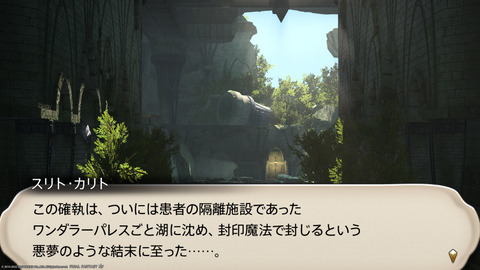 スリト・カリト
この確執は、ついには患者の隔離施設であった
ワンダラーパレスごと湖に沈め、封印魔法で封じるという
悪夢のような結末に至った……。